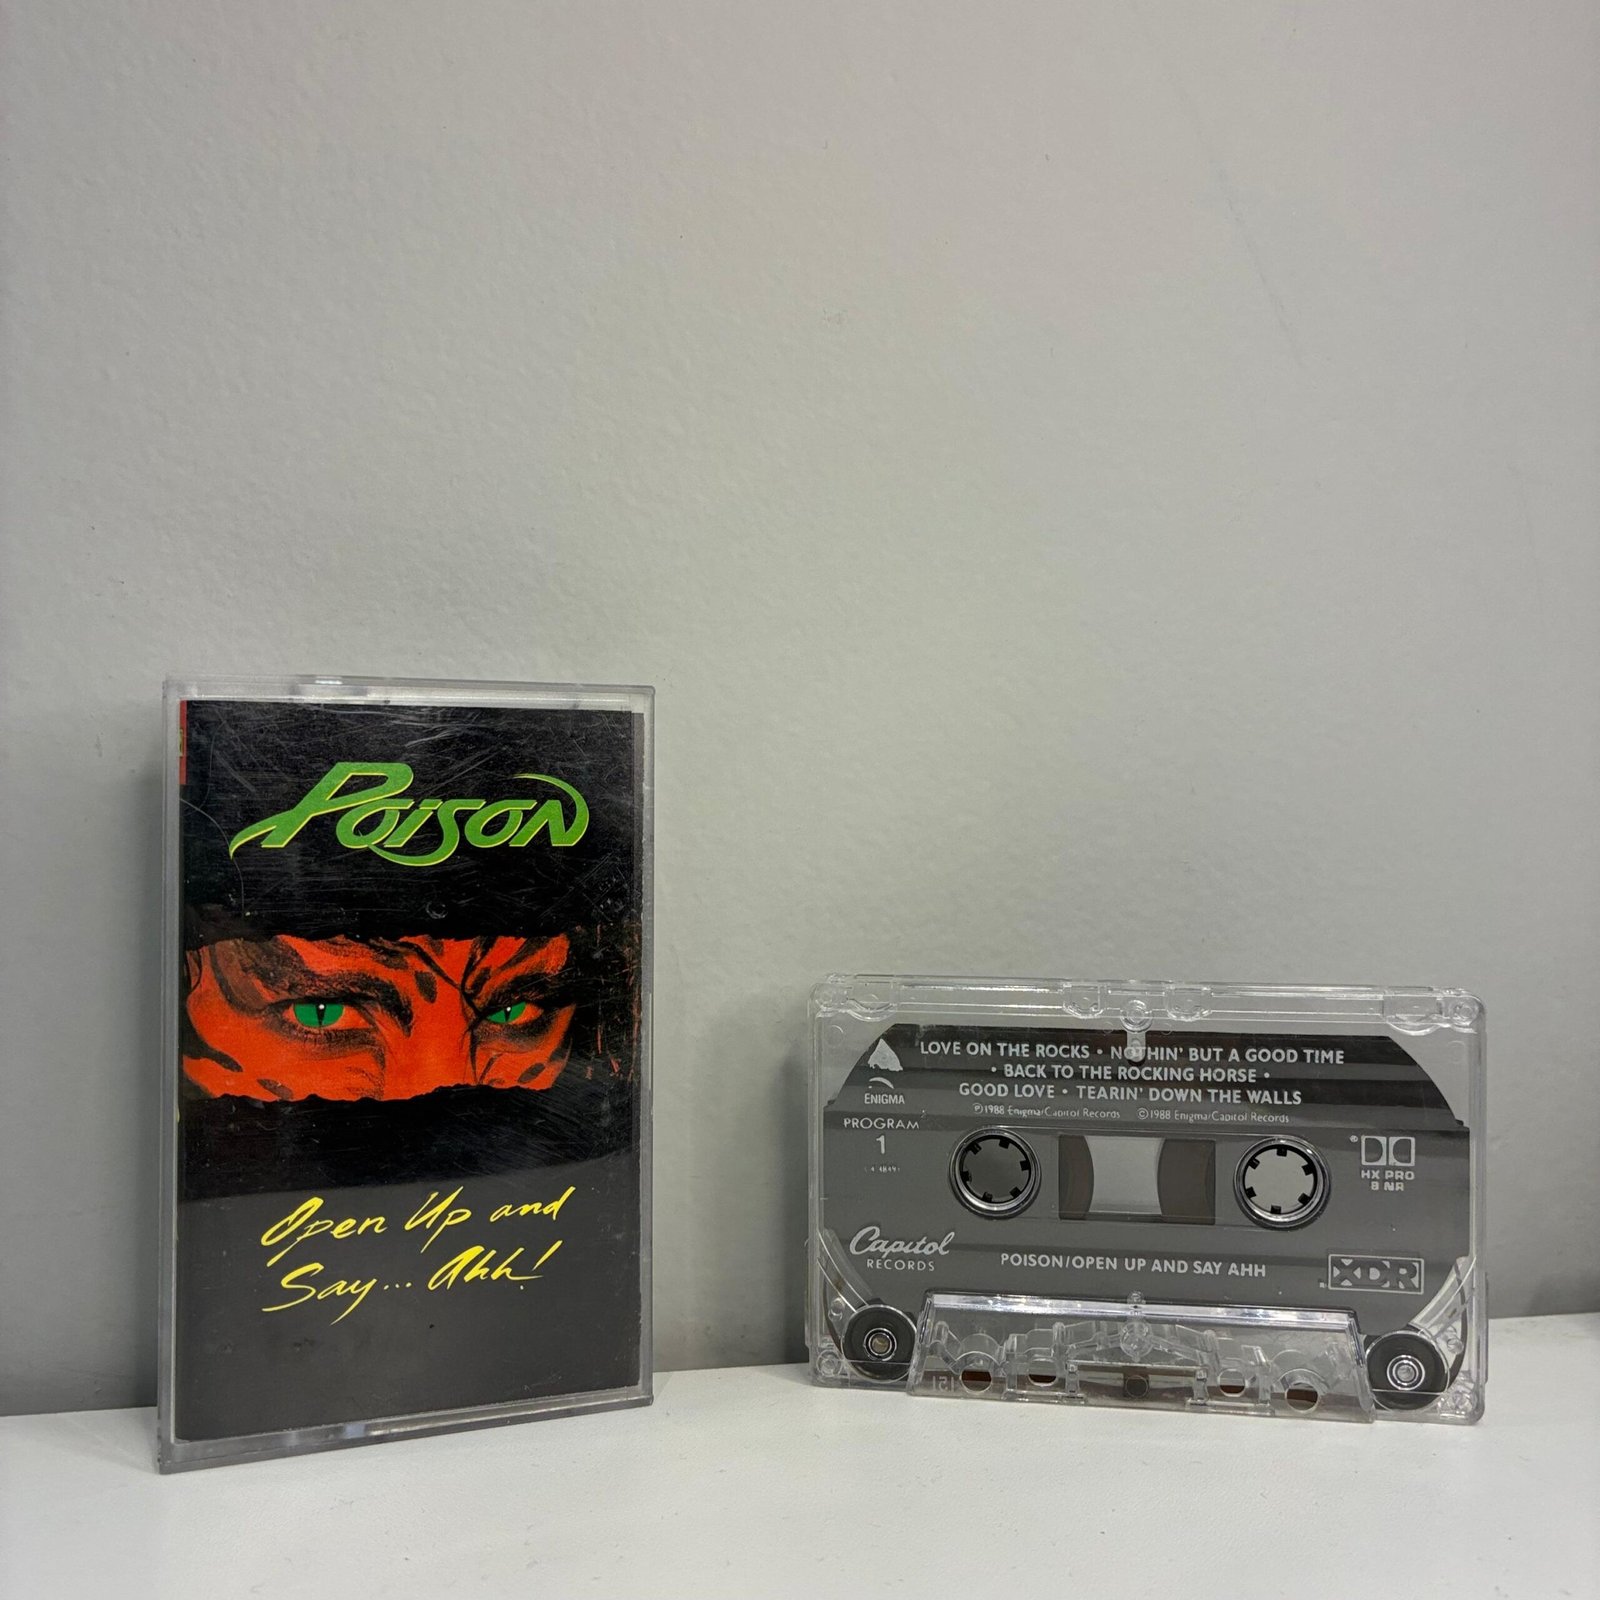 POISON
Open Up and
Say... Ahh!
LOVE ON THE ROCKS • NOTHIN' BUT A GOOD TIME
• BACK TO THE ROCKING HORSE •
GOOD LOVE • TEARIN' DOWN THE WALLS
℗1988 Enigma/Capitol Records ©1988 Enigma/Capitol Records
ENIGMA
PROGRAM
1
HX PRO
B NR
Capitol
RECORDS
POISON/OPEN UP AND SAY AHH
XDR